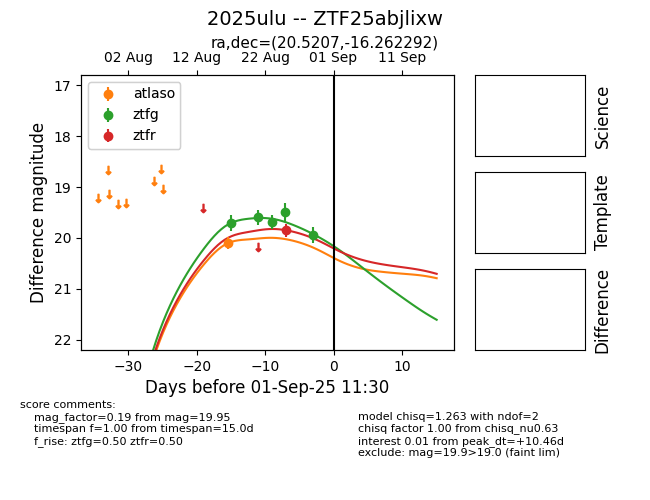 2025ulu -- ZTF25abjlixw
ra,dec=(20.5207,-16.262292)
02 Aug 12 Aug 22 Aug 01 Sep 11 Sep
17
18
19
20
21
22
Difference magnitude
atlaso
ztfg
ztfr
−30 −20 −10 0 10
Days before 01-Sep-25 11:30
Science
Template
Difference
score comments:
mag_factor=0.19 from mag=19.95
timespan f=1.00 from timespan=15.0d
f_rise: ztfg=0.50 ztfr=0.50
model chisq=1.263 with ndof=2
chisq factor 1.00 from chisq_nu0.63
interest 0.01 from peak_dt=+10.46d
exclude: mag=19.9>19.0 (faint lim)